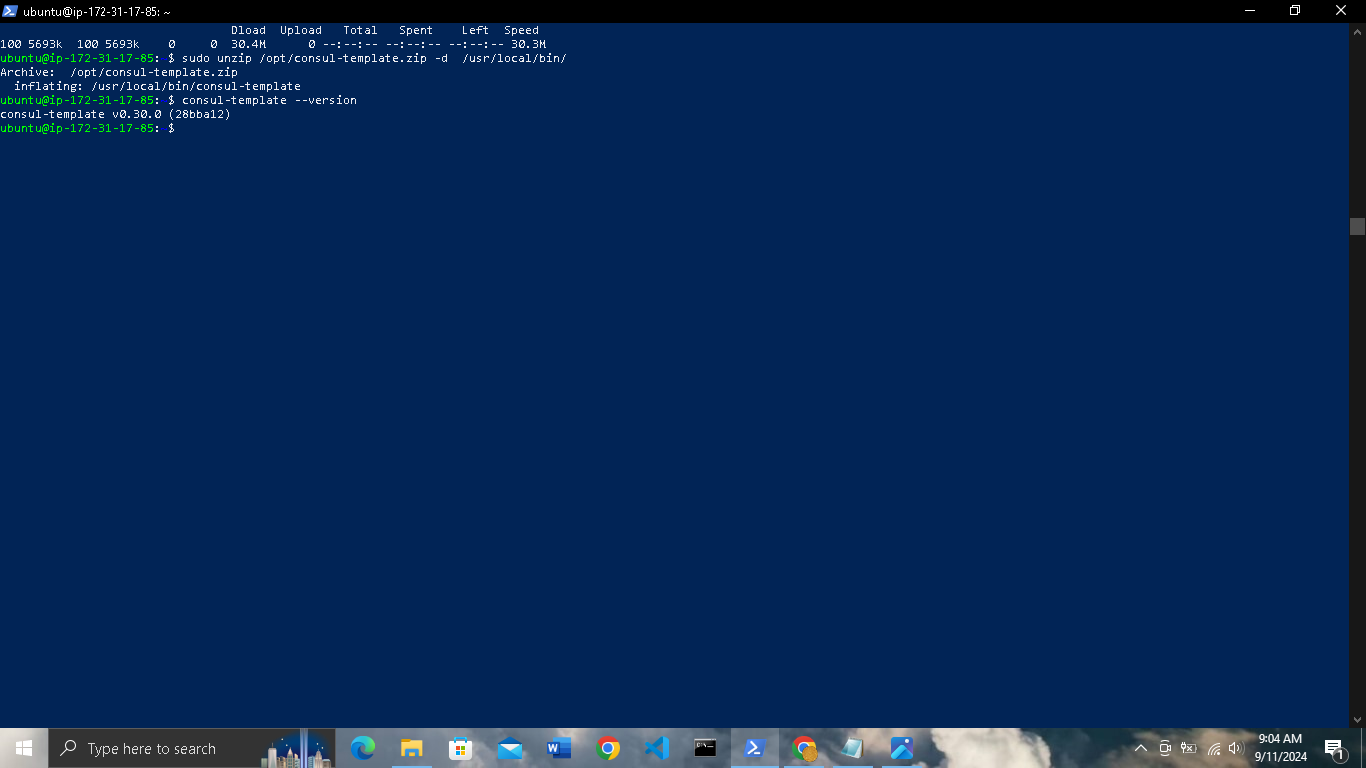 ubuntu@ip-172-31-17-85: ~
Dload  Upload   Total   Spent    Left  Speed
100 5693k  100 5693k    0     0  30.4M      0 --:--:-- --:--:-- --:--:-- 30.3M
ubuntu@ip-172-31-17-85:~$ sudo unzip /opt/consul-template.zip -d  /usr/local/bin/
Archive:  /opt/consul-template.zip
  inflating: /usr/local/bin/consul-template
ubuntu@ip-172-31-17-85:~$ consul-template --version
consul-template v0.30.0 (28bba12)
ubuntu@ip-172-31-17-85:~$
Type here to search
9:04 AM
9/11/2024
1